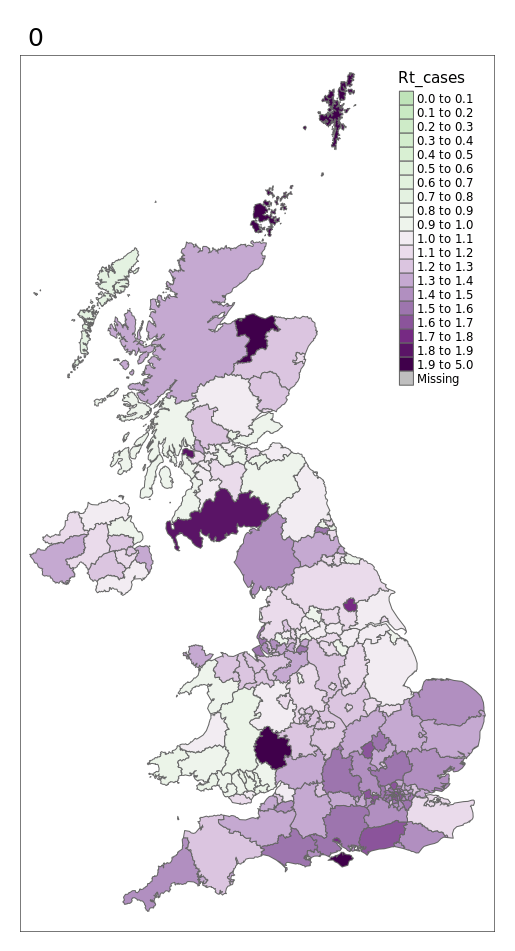 0
Rt_cases
0.0 to 0.1
0.1 to 0.2
0.2 to 0.3
0.3 to 0.4
0.4 to 0.5
0.5 to 0.6
0.6 to 0.7
0.7 to 0.8
0.8 to 0.9
0.9 to 1.0
1.0 to 1.1
1.1 to 1.2
1.2 to 1.3
1.3 to 1.4
1.4 to 1.5
1.5 to 1.6
1.6 to 1.7
1.7 to 1.8
1.8 to 1.9
1.9 to 5.0
Missing